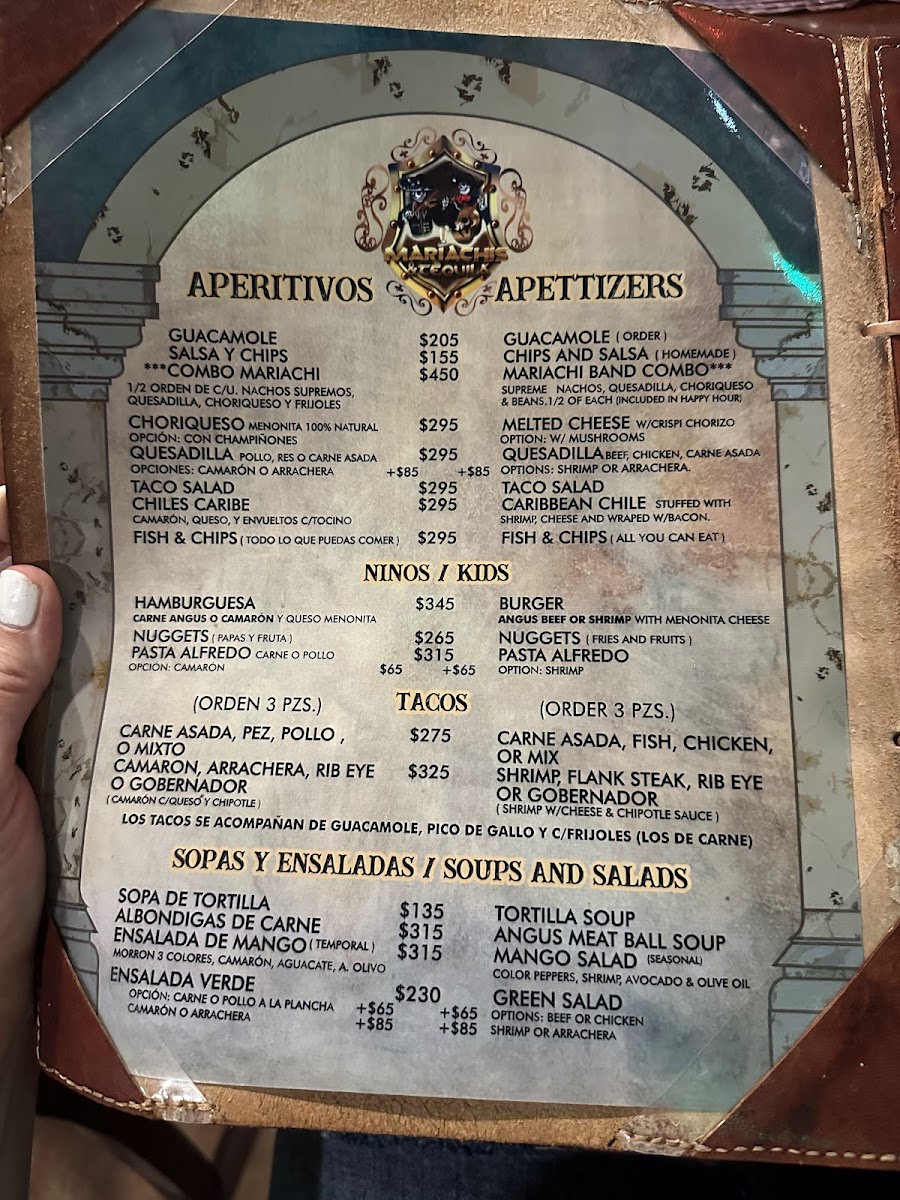 MARIACHIS
& TEQUILA
APERITIVOS APETTIZERS
GUACAMOLE $205 GUACAMOLE ( ORDER )
SALSA Y CHIPS $155 CHIPS AND SALSA ( HOMEMADE )
***COMBO MARIACHI $450 MARIACHI BAND COMBO***
1/2 ORDEN DE C/U. NACHOS SUPREMOS, SUPREME NACHOS, QUESADILLA, CHORIQUESO
QUESADILLA, CHORIQUESO Y FRIJOLES & BEANS.1/2 OF EACH (INCLUDED IN HAPPY HOUR)
CHORIQUESO MENONITA 100% NATURAL $295 MELTED CHEESE W/CRISPI CHORIZO
OPCIÓN: CON CHAMPIÑONES OPTION: W/ MUSHROOMS
QUESADILLA POLLO, RES O CARNE ASADA $295 QUESADILLA BEEF, CHICKEN, CARNE ASADA
OPCIONES: CAMARÓN O ARRACHERA +$85 +$85 OPTIONS: SHRIMP OR ARRACHERA.
TACO SALAD $295 TACO SALAD
CHILES CARIBE $295 CARIBBEAN CHILE STUFFED WITH
CAMARÓN, QUESO, Y ENVUELTOS C/TOCINO SHRIMP, CHEESE AND WRAPED W/BACON.
FISH & CHIPS ( TODO LO QUE PUEDAS COMER ) $295 FISH & CHIPS ( ALL YOU CAN EAT )
NINOS / KIDS
HAMBURGUESA $345 BURGER
CARNE ANGUS O CAMARÓN Y QUESO MENONITA ANGUS BEEF OR SHRIMP WITH MENONITA CHEESE
NUGGETS ( PAPAS Y FRUTA ) $265 NUGGETS ( FRIES AND FRUITS )
PASTA ALFREDO CARNE O POLLO $315 PASTA ALFREDO
OPCIÓN: CAMARÓN $65 +$65 OPTION: SHRIMP
(ORDEN 3 PZS.) TACOS (ORDER 3 PZS.)
CARNE ASADA, PEZ, POLLO , $275 CARNE ASADA, FISH, CHICKEN,
O MIXTO OR MIX
CAMARON, ARRACHERA, RIB EYE $325 SHRIMP, FLANK STEAK, RIB EYE
O GOBERNADOR OR GOBERNADOR
( CAMARÓN C/QUESO Y CHIPOTLE ) ( SHRIMP W/CHEESE & CHIPOTLE SAUCE )
LOS TACOS SE ACOMPAÑAN DE GUACAMOLE, PICO DE GALLO Y C/FRIJOLES (LOS DE CARNE)
SOPAS Y ENSALADAS / SOUPS AND SALADS
SOPA DE TORTILLA $135 TORTILLA SOUP
ALBONDIGAS DE CARNE $315 ANGUS MEAT BALL SOUP
ENSALADA DE MANGO ( TEMPORAL ) $315 MANGO SALAD (SEASONAL)
MORRON 3 COLORES, CAMARÓN, AGUACATE, A. OLIVO COLOR PEPPERS, SHRIMP, AVOCADO & OLIVE OIL
ENSALADA VERDE $230 GREEN SALAD
OPCIÓN: CARNE O POLLO A LA PLANCHA +$65 +$65 OPTIONS: BEEF OR CHICKEN
CAMARÓN O ARRACHERA +$85 +$85 SHRIMP OR ARRACHERA